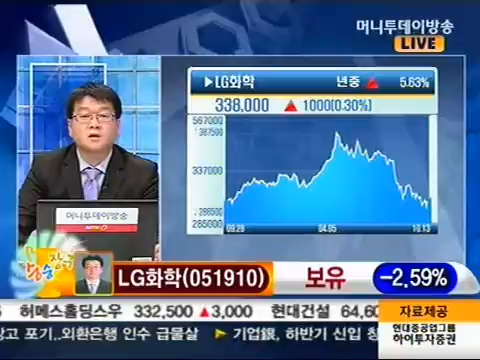 머니투데이방송
LIVE
▶LG화학 년중 ▲ 5.63%
338,000 ▲ 1000(0.30%)
567000
387500
337000
288500
285000
09.28 04.05 10.13
머니투데이방송
LG화학(051910) 보유 -2.59%
허메스홀딩스우 332,500 ▲3,000 현대건설 64,60
자료제공
현대중공업그룹
하이투자증권
고 포기..외환은행 인수 급물살 ▶ 기업銀, 하반기 신입 창